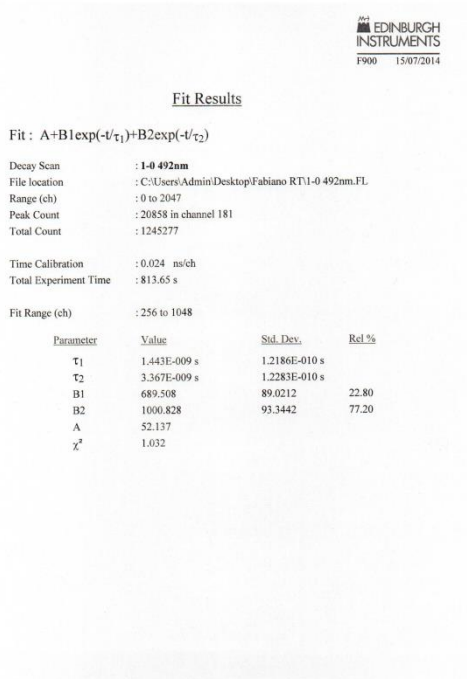 EDINBURGH
INSTRUMENTS
F900 15/07/2014
Fit Results
Fit : A+B1exp(-t/τ1)+B2exp(-t/τ2)
Decay Scan : 1-0 492nm
File location : C:\Users\Admin\Desktop\Fabiano RT\1-0 492nm.FL
Range (ch) : 0 to 2047
Peak Count : 20858 in channel 181
Total Count : 1245277
Time Calibration : 0.024 ns/ch
Total Experiment Time : 813.65 s
Fit Range (ch) : 256 to 1048
Parameter Value Std. Dev. Rel %
τ1 1.443E-009 s 1.2186E-010 s
τ2 3.367E-009 s 1.2283E-010 s
B1 689.508 89.0212 22.80
B2 1000.828 93.3442 77.20
A 52.137
χ² 1.032